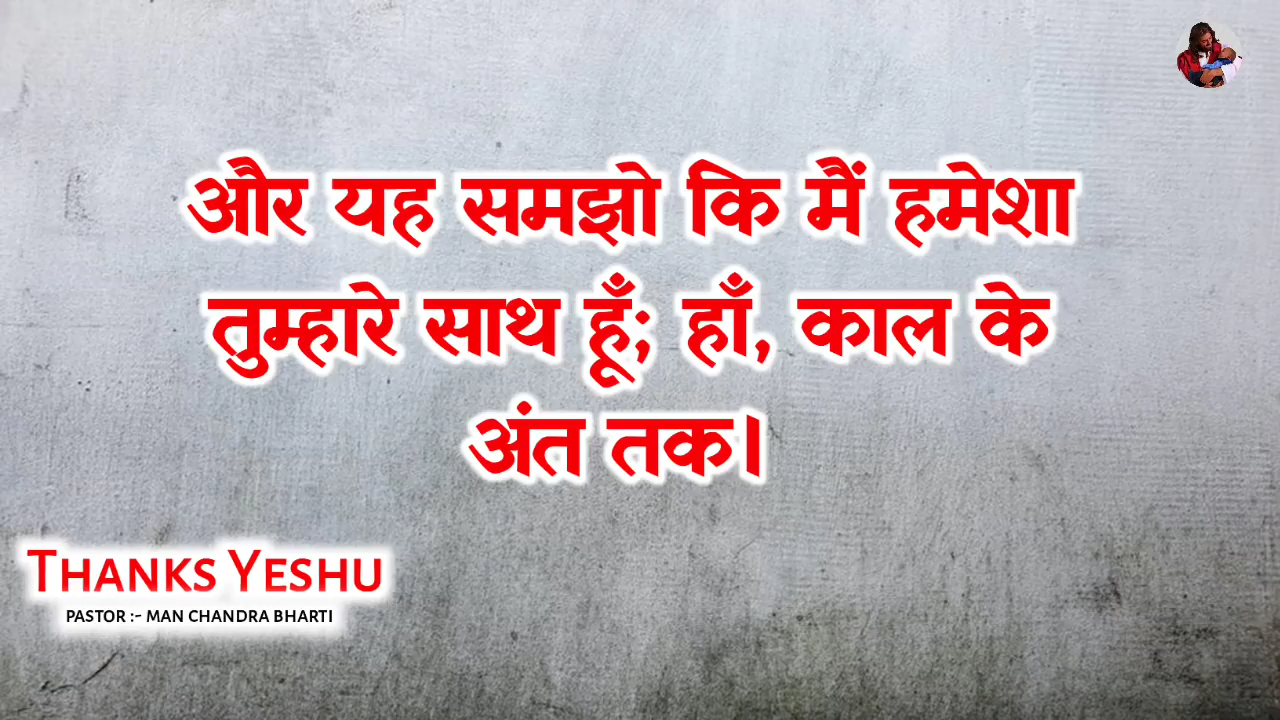 और यह समझो कि मैं हमेशा
तुम्हारे साथ हूँ; हाँ, काल के
अंत तक।
THANKS YESHU
PASTOR :- MAN CHANDRA BHARTI